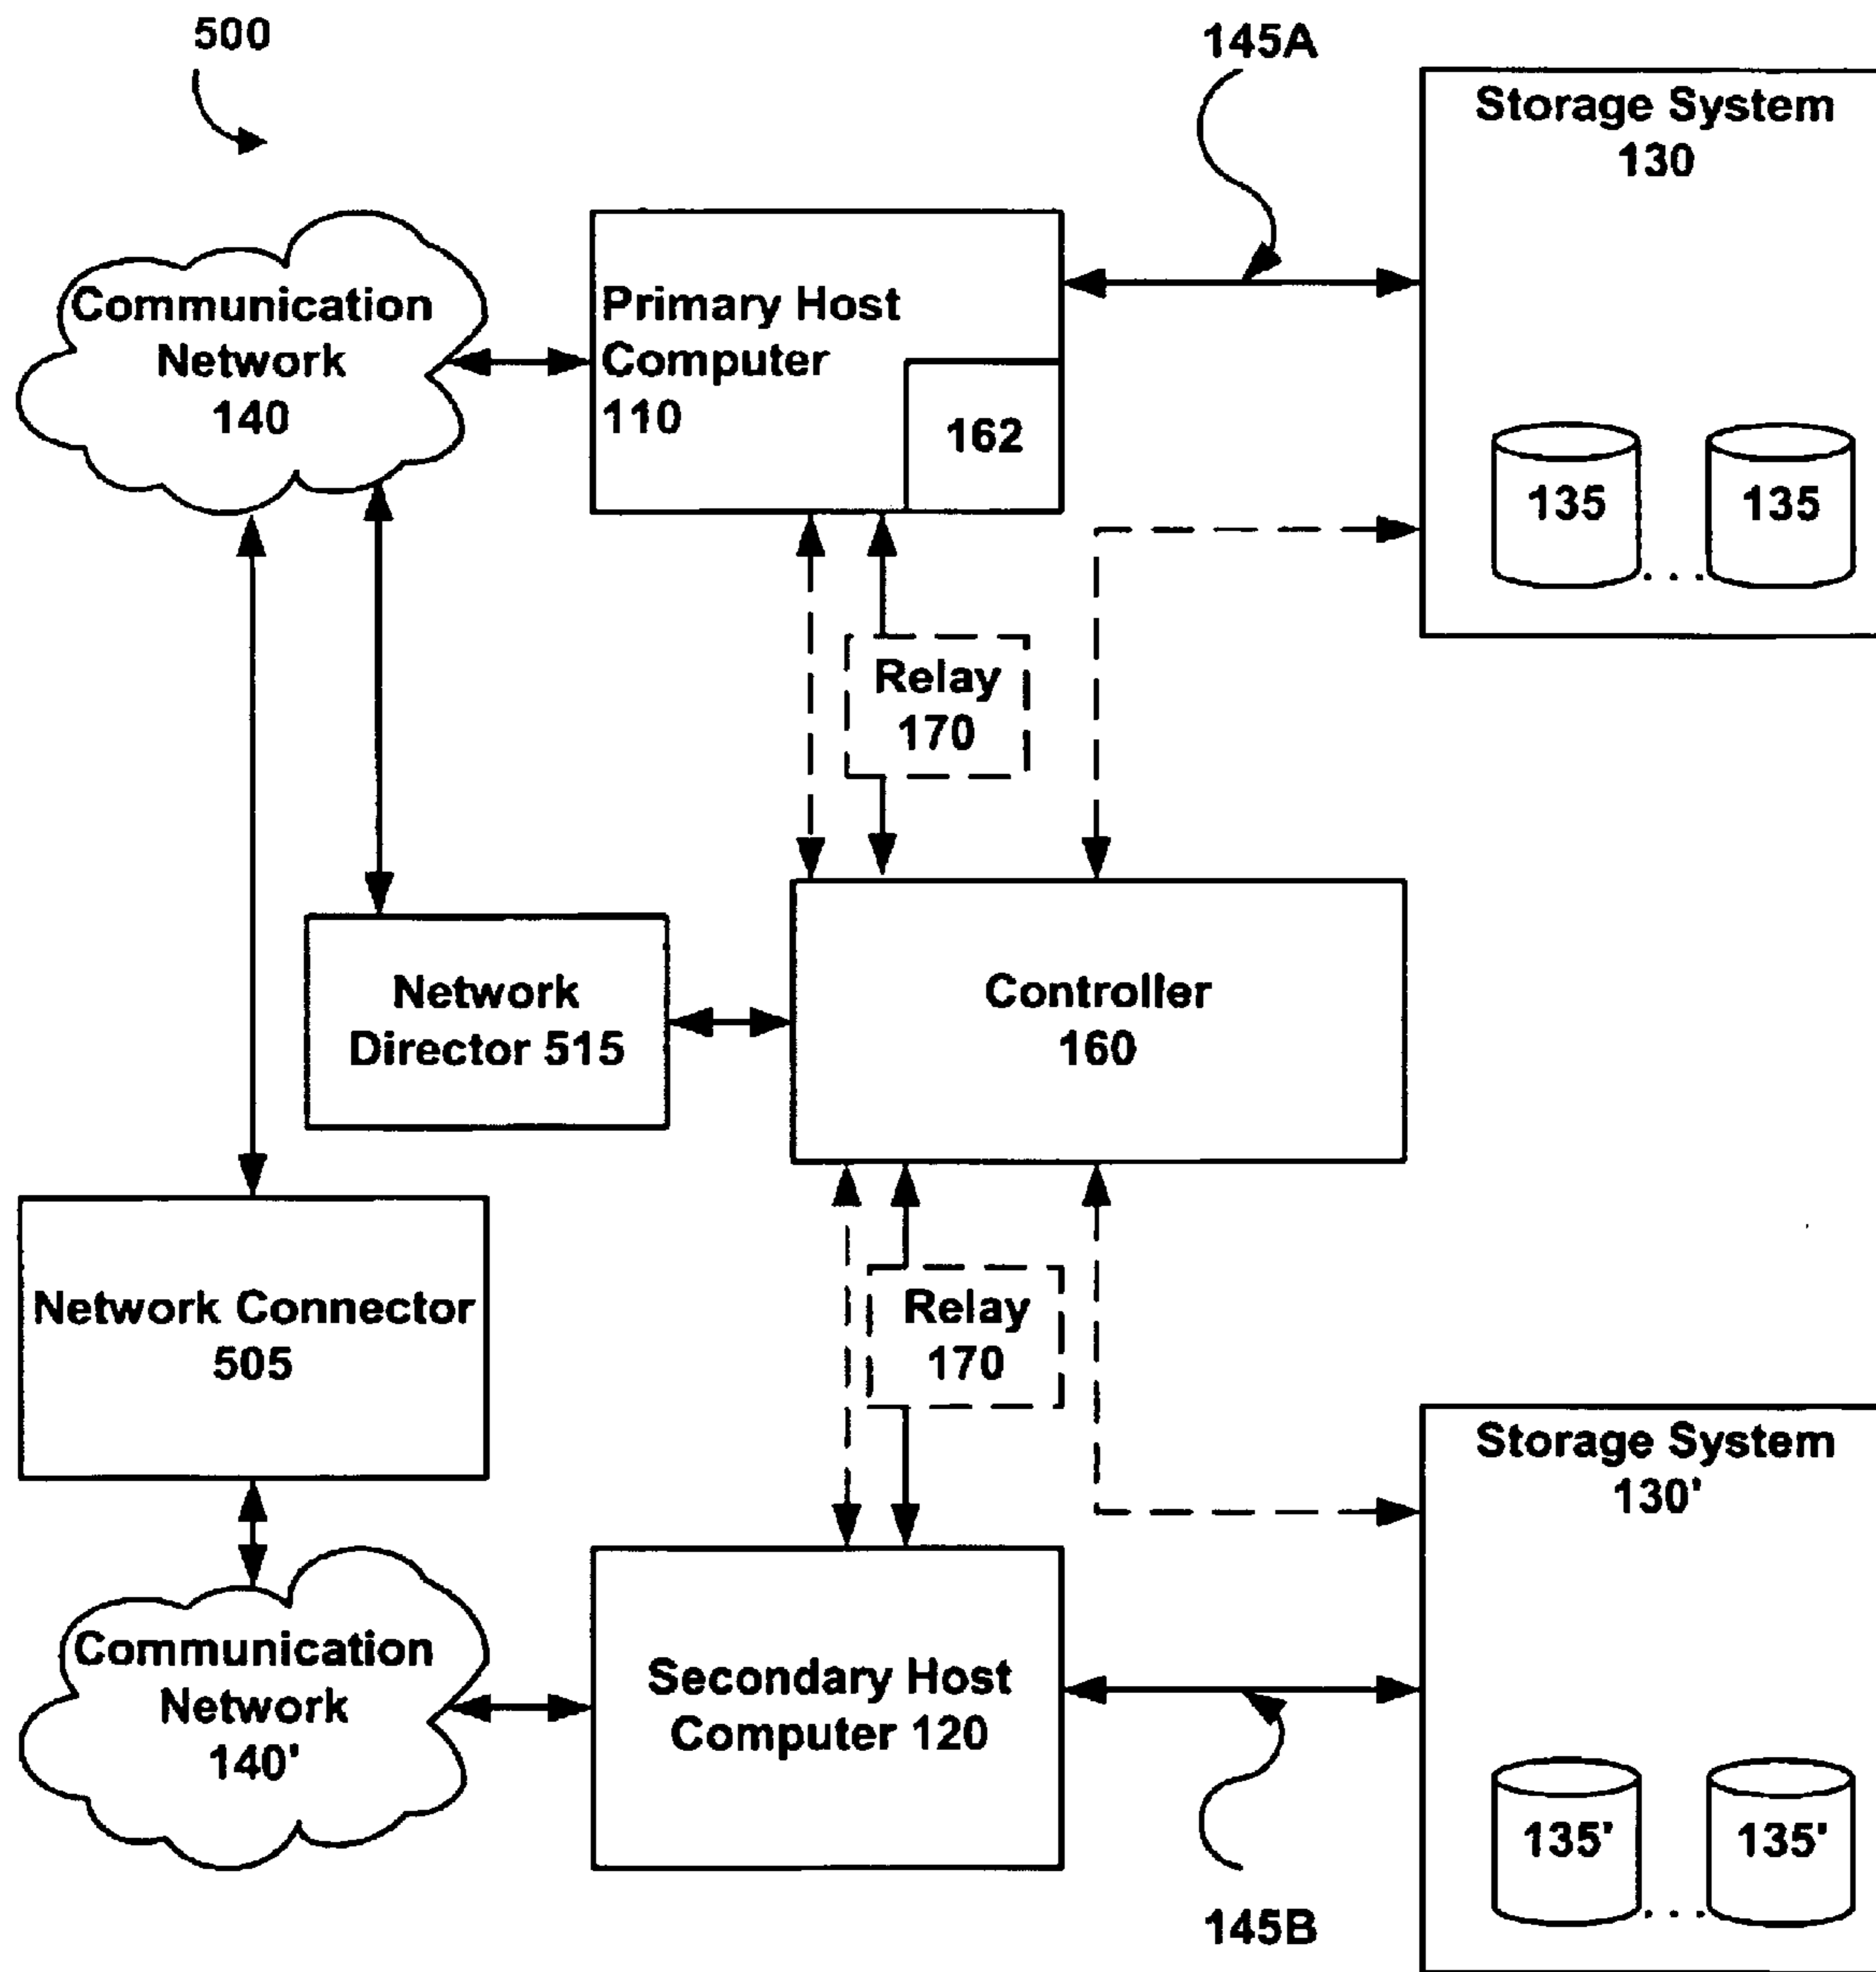 500
145A
Storage System
130
Communication
Network
140
Primary Host
Computer
110
162
135
135
...
Relay
170
Network
Director 515
Controller
160
Network Connector
505
Relay
170
Storage System
130'
Communication
Network
140'
Secondary Host
Computer 120
135'
135'
...
145B